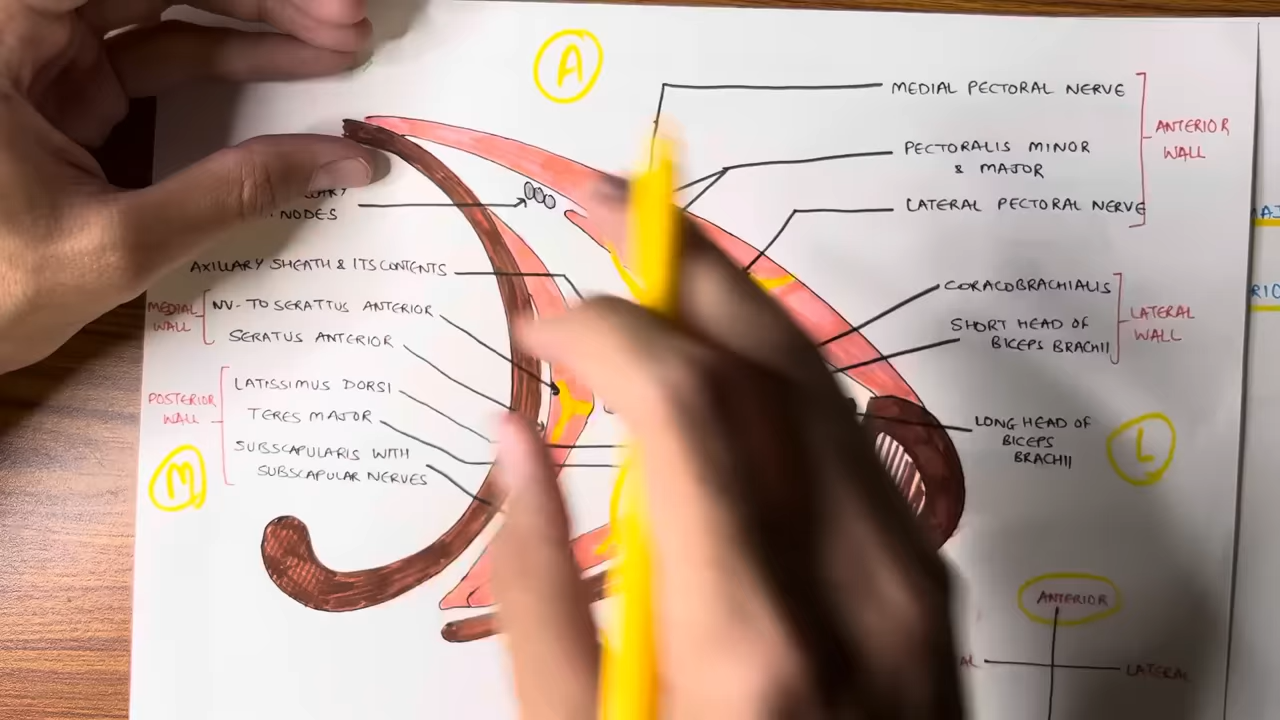 A
MEDIAL PECTORAL NERVE
ANTERIOR
WALL
PECTORALIS MINOR
& MAJOR
LATERAL PECTORAL NERVE
NODES
AXILLARY SHEATH & ITS CONTENTS
MEDIAL
WALL
NV- TO SERATTUS ANTERIOR
SERATUS ANTERIOR
POSTERIOR
WALL
LATISSIMUS DORSI
TERES MAJOR
SUBSCAPULARIS WITH
SUBSCAPULAR NERVES
M
CORACOBRACHIALIS
SHORT HEAD OF
BICEPS BRACHII
LATERAL
WALL
LONG HEAD OF
BICEPS
BRACHII
L
ANTERIOR
LATERAL